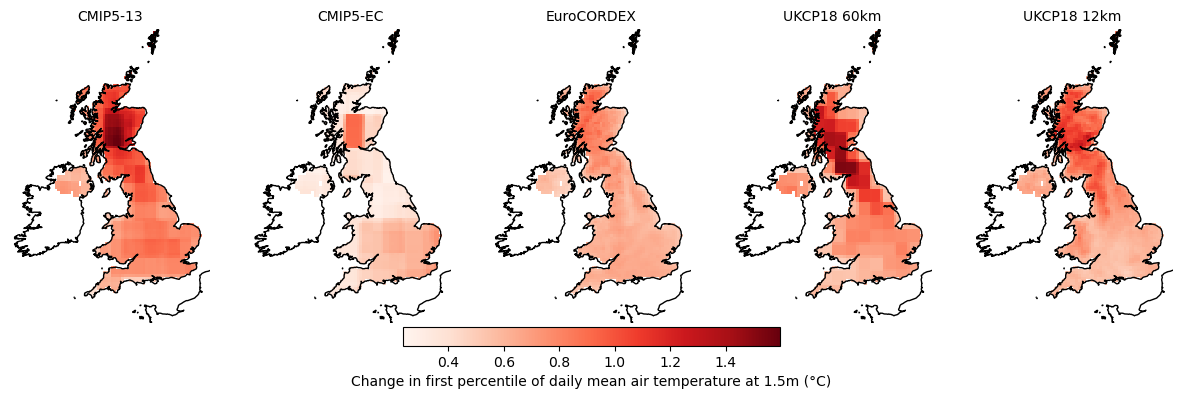 CMIP5-13 CMIP5-EC EuroCORDEX UKCP18 60km UKCP18 12km
0.4 0.6 0.8 1.0 1.2 1.4
Change in first percentile of daily mean air temperature at 1.5m (°C)